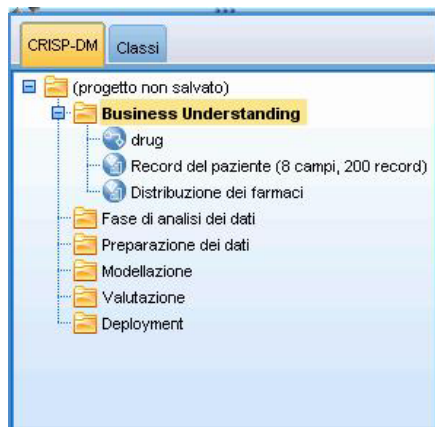 CRISP-DM Classi
(progetto non salvato)
Business Understanding
drug
Record del paziente (8 campi, 200 record)
Distribuzione dei farmaci
Fase di analisi dei dati
Preparazione dei dati
Modellazione
Valutazione
Deployment